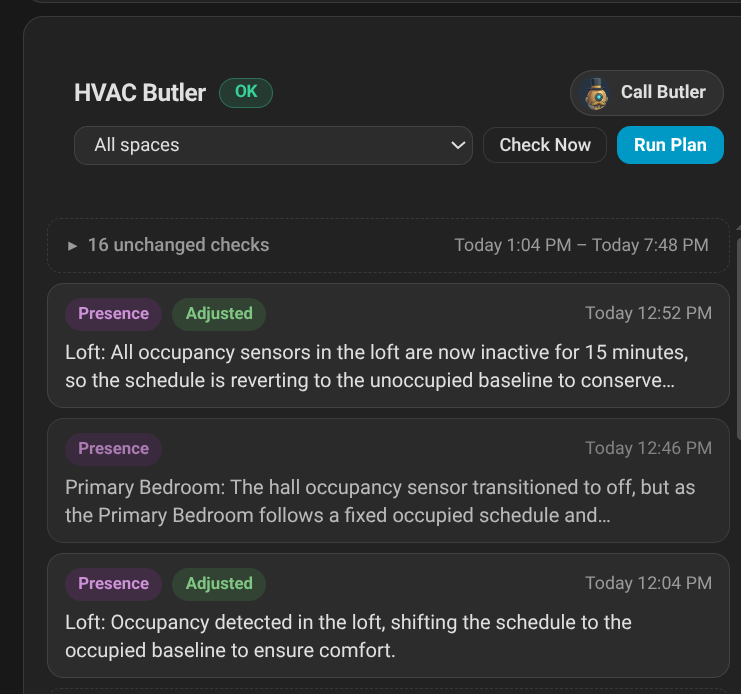 HVAC Butler OK
Call Butler
All spaces
Check Now
Run Plan
16 unchanged checks
Today 1:04 PM – Today 7:48 PM
Presence Adjusted
Today 12:52 PM
Loft: All occupancy sensors in the loft are now inactive for 15 minutes,
so the schedule is reverting to the unoccupied baseline to conserve…
Presence
Today 12:46 PM
Primary Bedroom: The hall occupancy sensor transitioned to off, but as
the Primary Bedroom follows a fixed occupied schedule and…
Presence Adjusted
Today 12:04 PM
Loft: Occupancy detected in the loft, shifting the schedule to the
occupied baseline to ensure comfort.